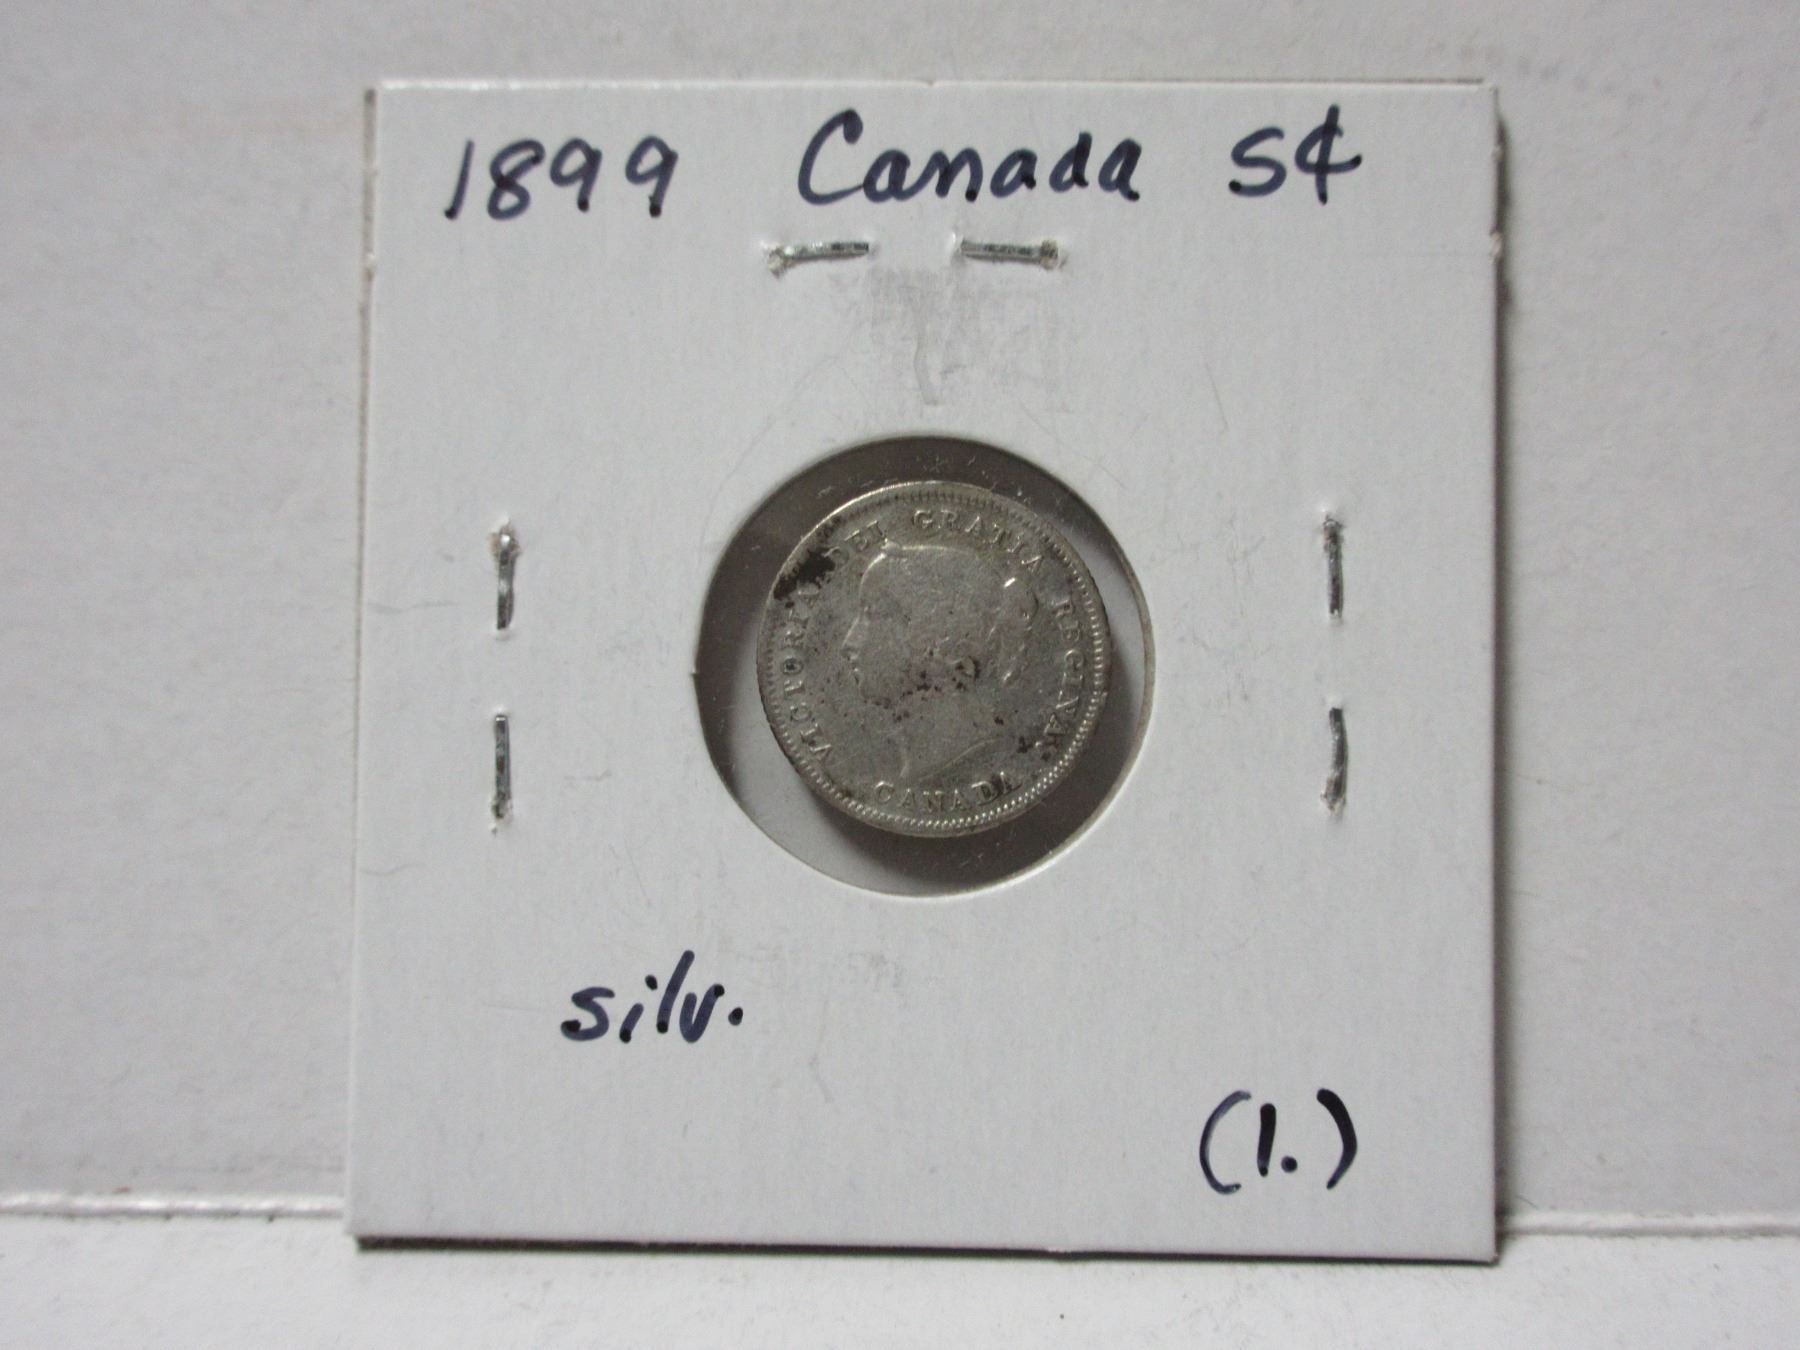 1899 Canada 5¢
VICTORIA DEI GRATIA REGINA.
CANADA
silv.
(1.)